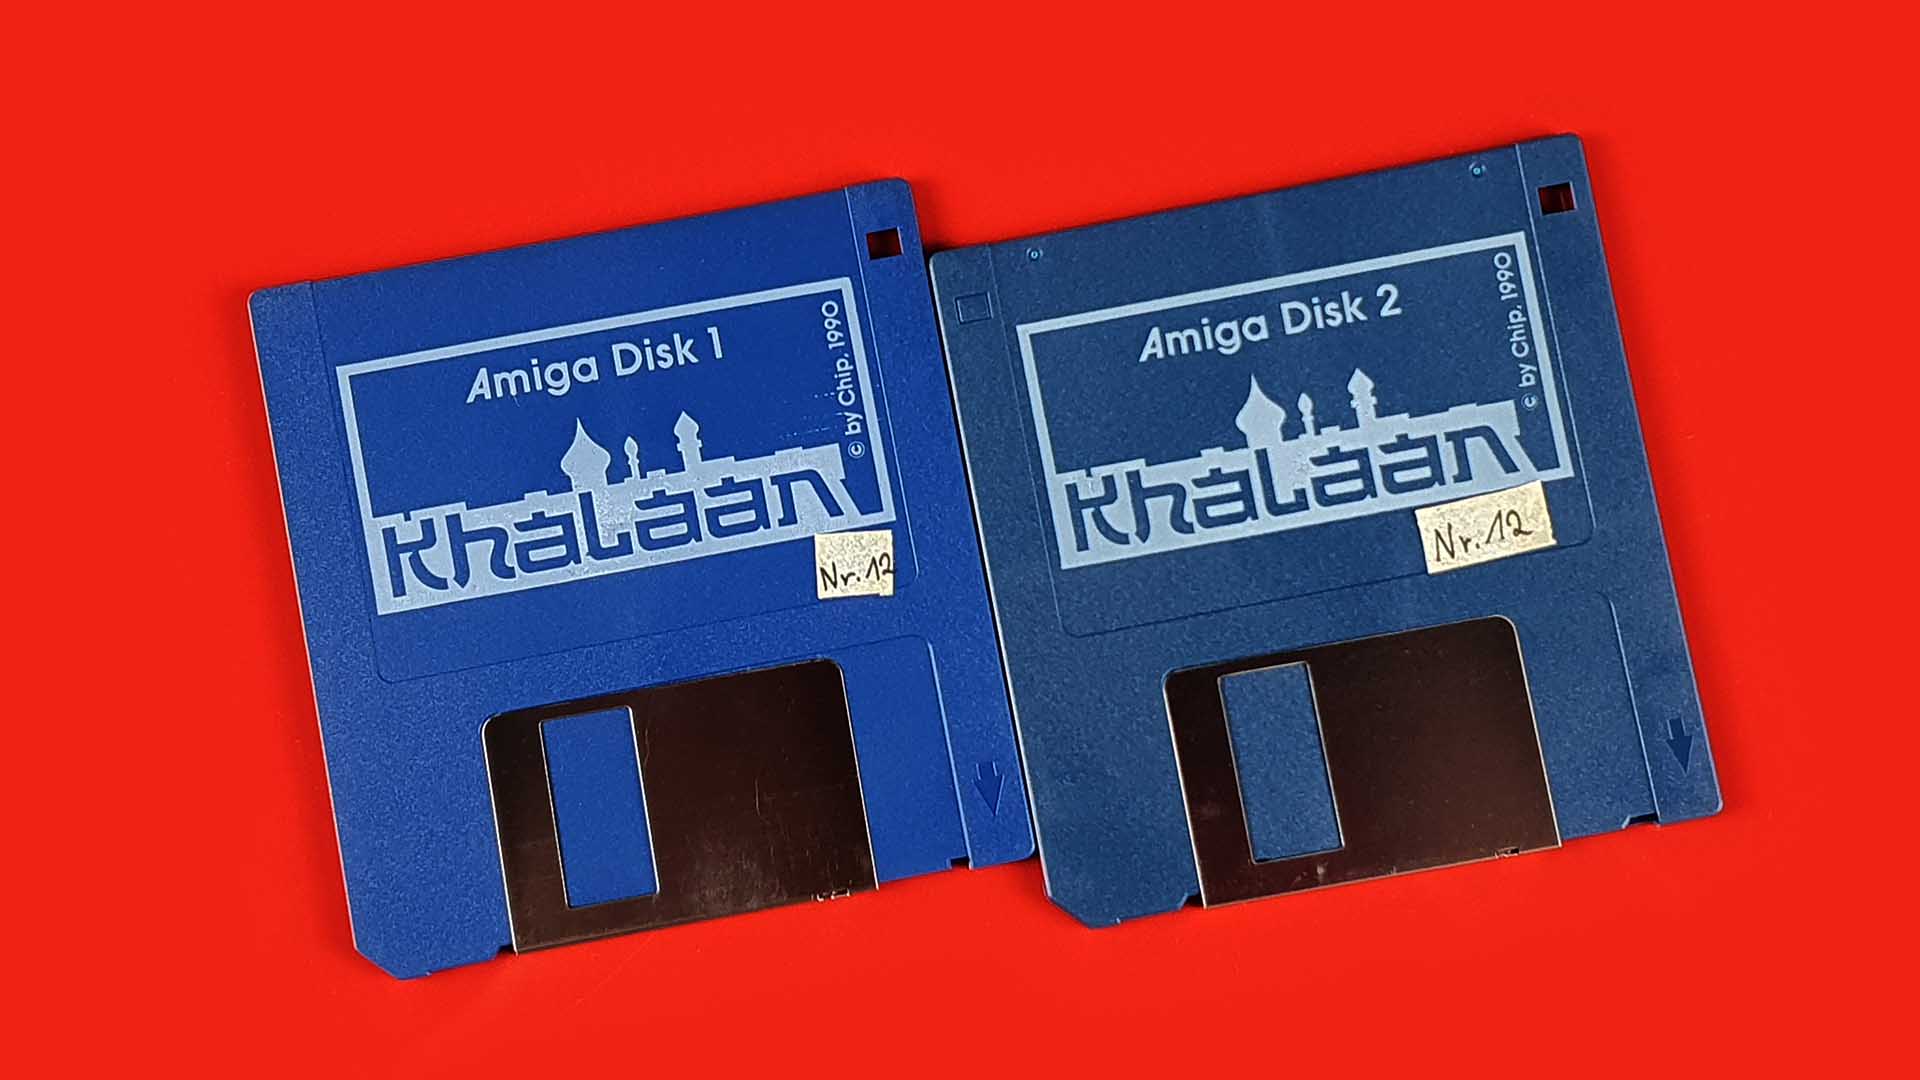 Amiga Disk 1
© by Chip, 1990
Khalaan
Nr. 12
Amiga Disk 2
© by Chip, 1990
Khalaan
Nr. 12